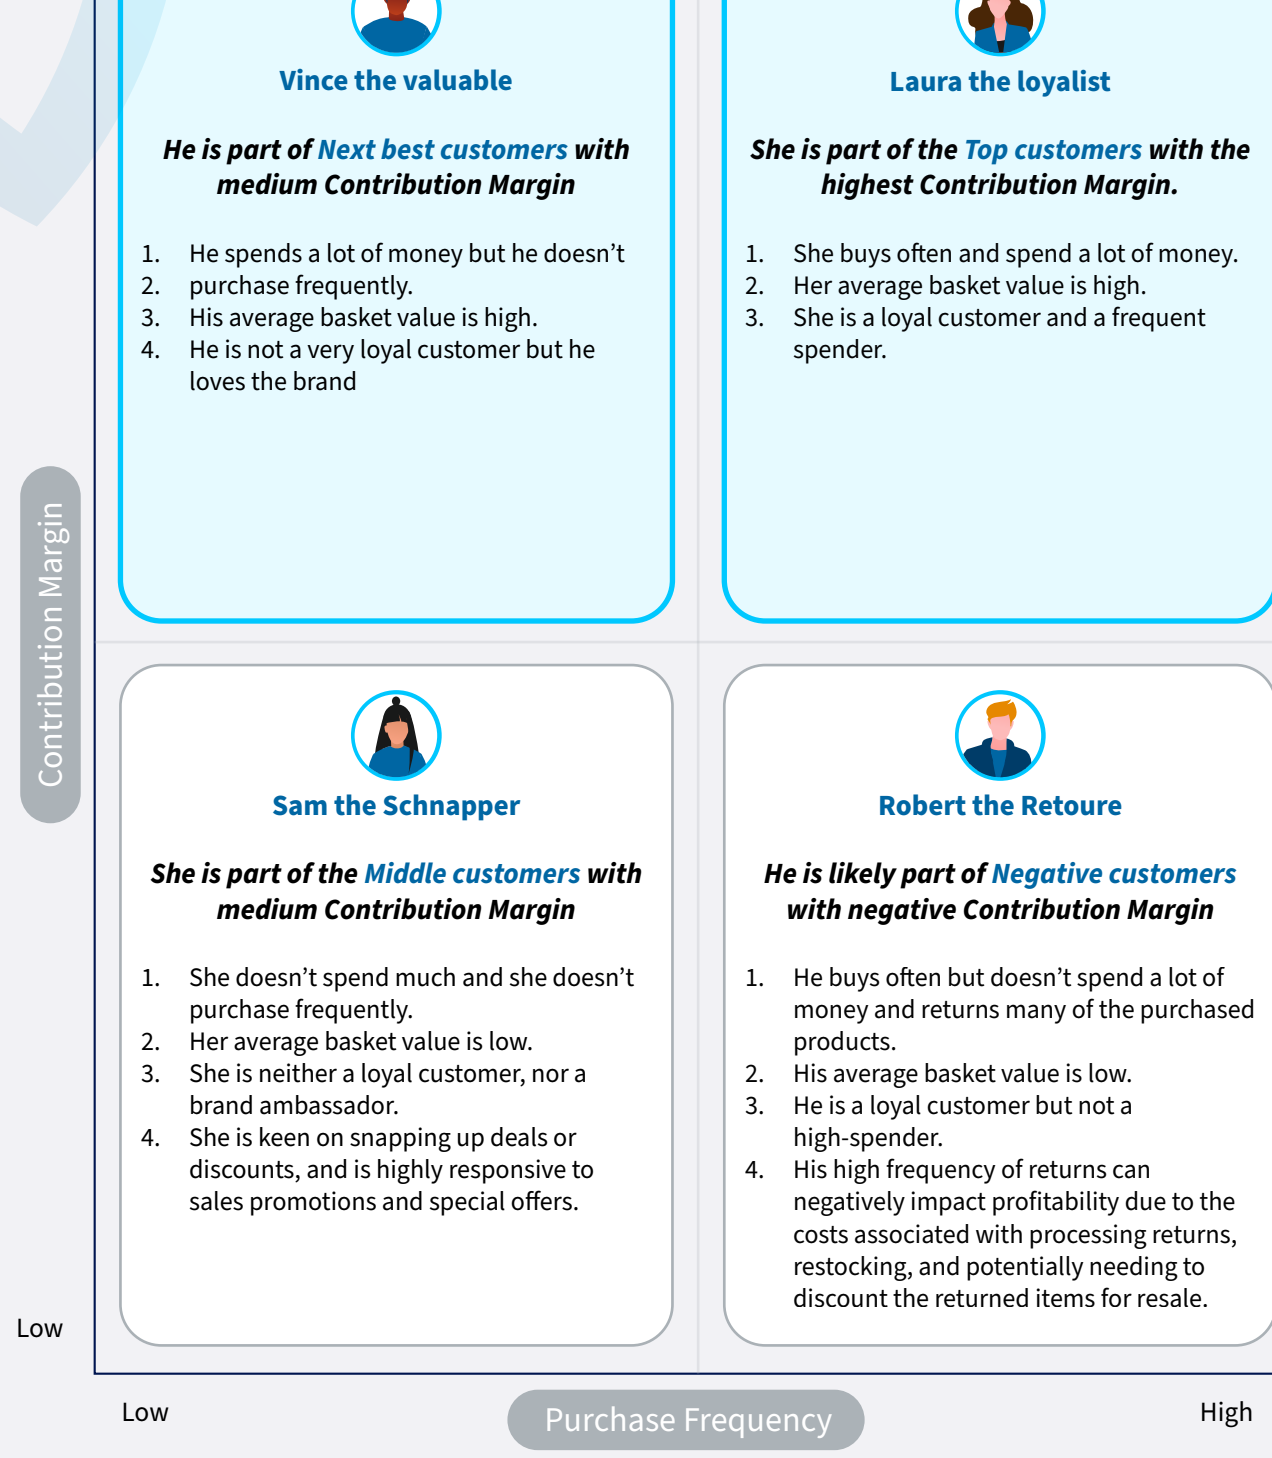 Vince the valuable
He is part of Next best customers with
medium Contribution Margin
1. He spends a lot of money but he doesn’t
2. purchase frequently.
3. His average basket value is high.
4. He is not a very loyal customer but he
loves the brand
Laura the loyalist
She is part of the Top customers with the
highest Contribution Margin.
1. She buys often and spend a lot of money.
2. Her average basket value is high.
3. She is a loyal customer and a frequent
spender.
Contribution Margin
Sam the Schnapper
She is part of the Middle customers with
medium Contribution Margin
1. She doesn’t spend much and she doesn’t
purchase frequently.
2. Her average basket value is low.
3. She is neither a loyal customer, nor a
brand ambassador.
4. She is keen on snapping up deals or
discounts, and is highly responsive to
sales promotions and special offers.
Robert the Retoure
He is likely part of Negative customers
with negative Contribution Margin
1. He buys often but doesn’t spend a lot of
money and returns many of the purchased
products.
2. His average basket value is low.
3. He is a loyal customer but not a
high-spender.
4. His high frequency of returns can
negatively impact profitability due to the
costs associated with processing returns,
restocking, and potentially needing to
discount the returned items for resale.
Low
Low
Purchase Frequency
High